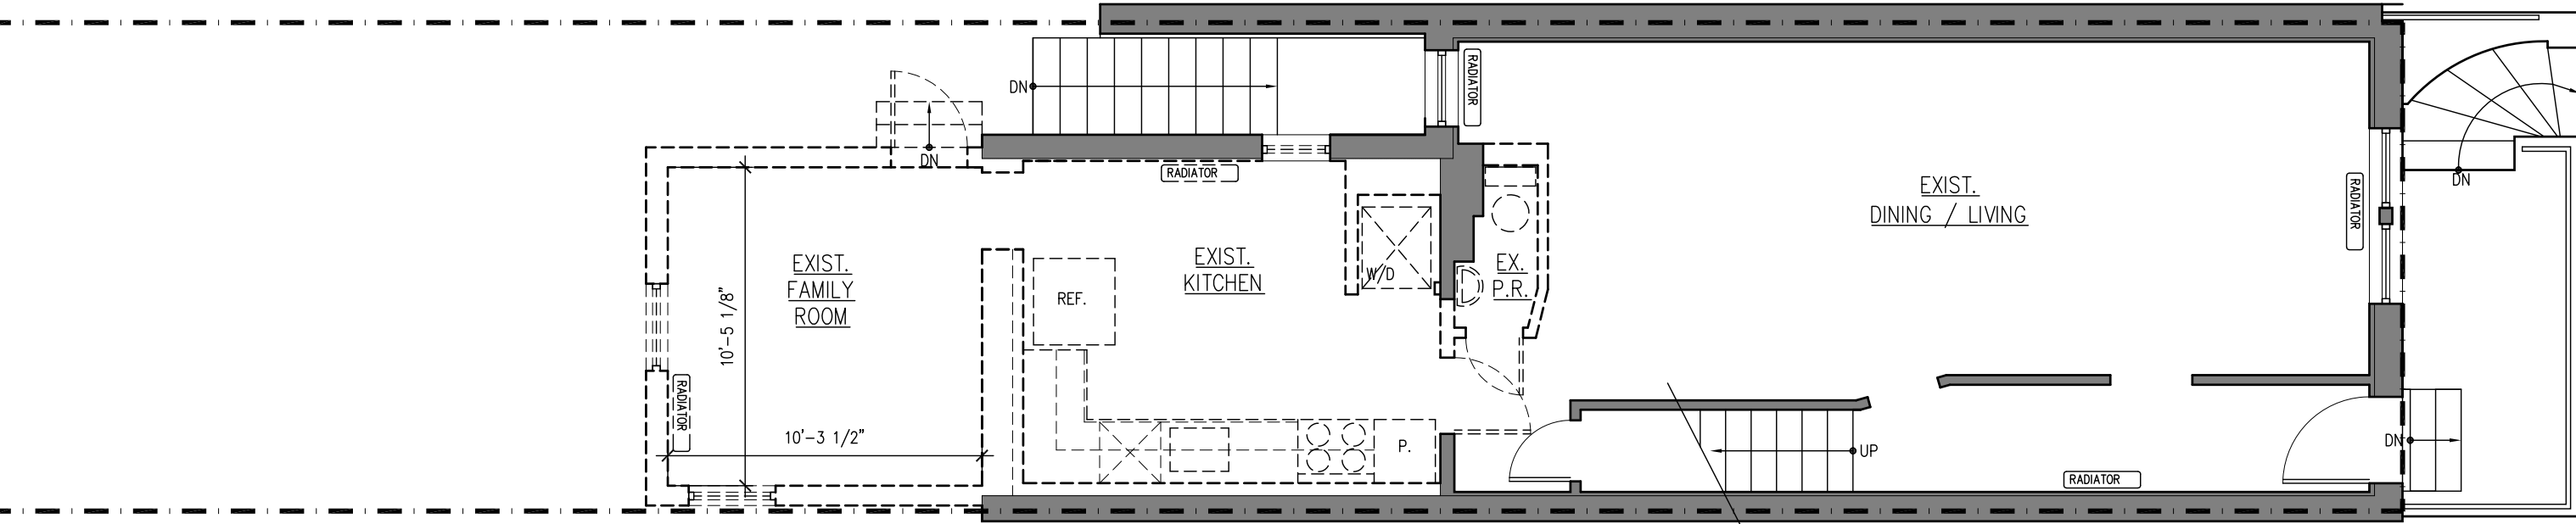 DN
RADIATOR
DN
RADIATOR
EXIST.
DINING / LIVING
RADIATOR
DN
EXIST.
FAMILY
ROOM
10'-5 1/8"
RADIATOR
10'-3 1/2"
REF.
EXIST.
KITCHEN
W/D
EX.
P.R.
P.
UP
RADIATOR
DN